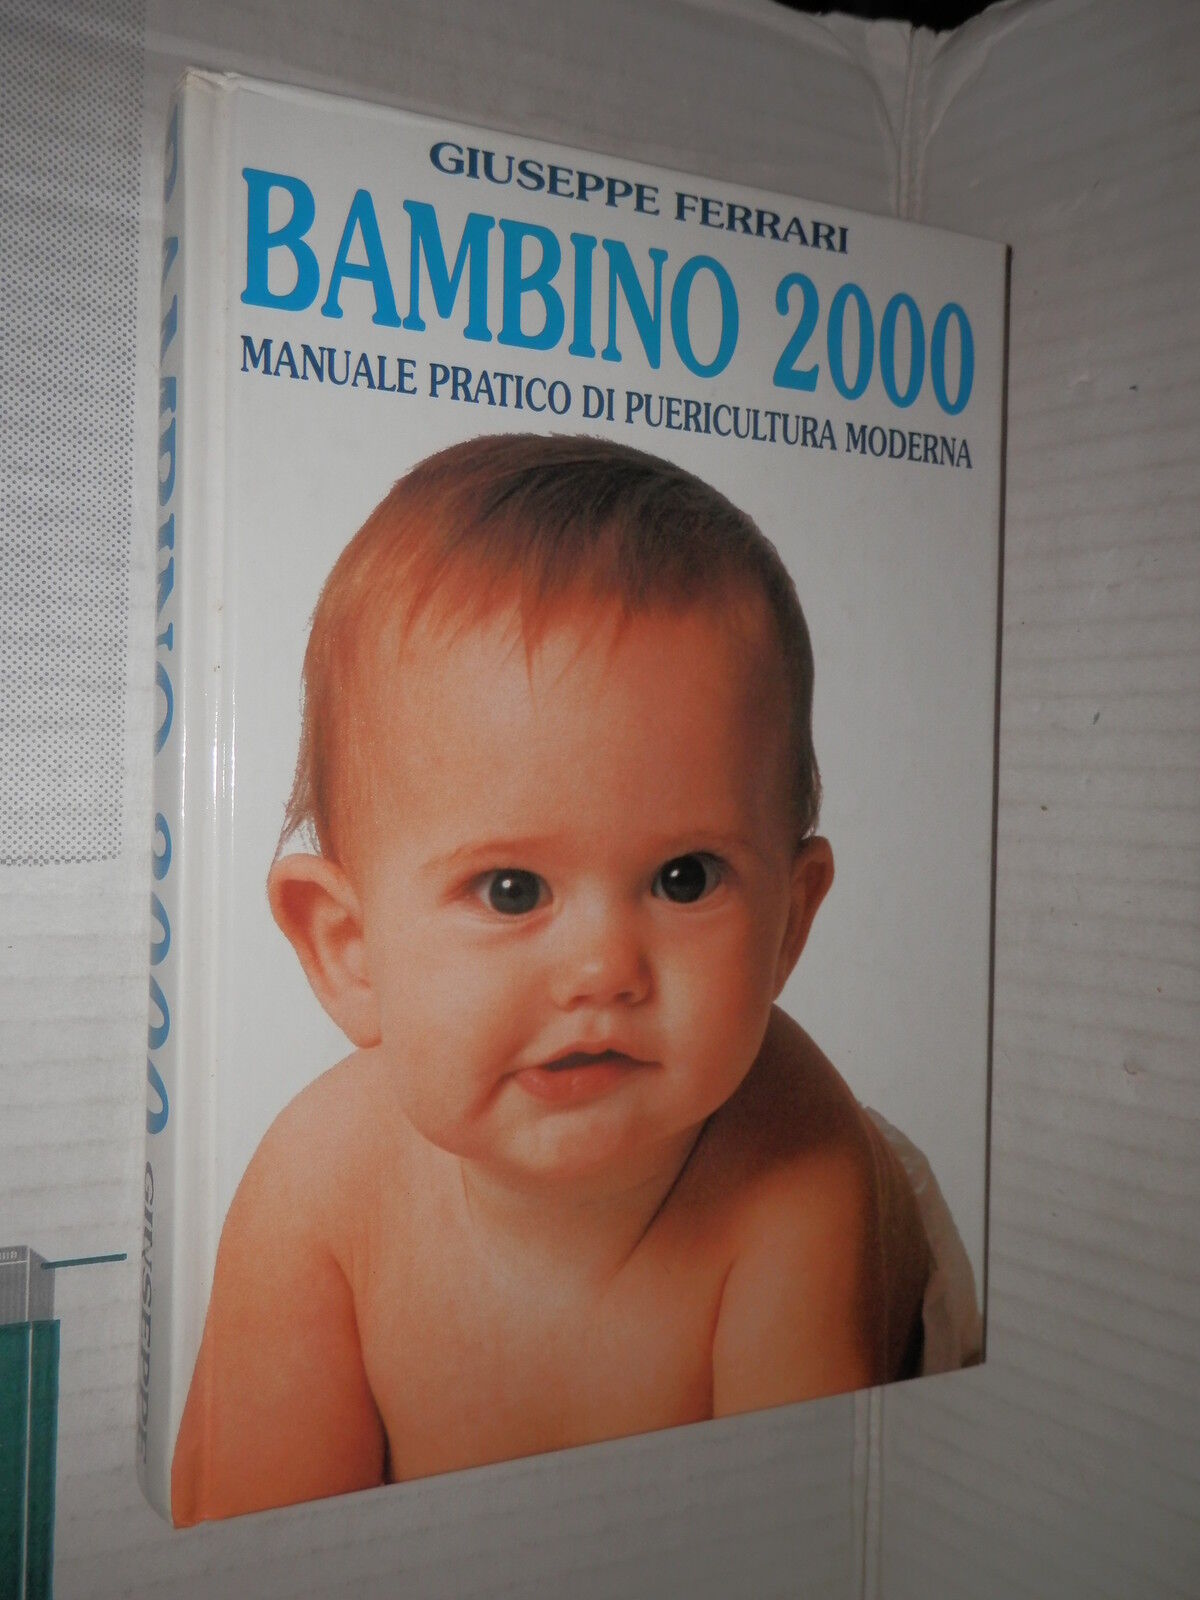 GIUSEPPE FERRARI
BAMBINO 2000
MANUALE PRATICO DI PUERICULTURA MODERNA
BAMBINO 2000 GIUSEPPE